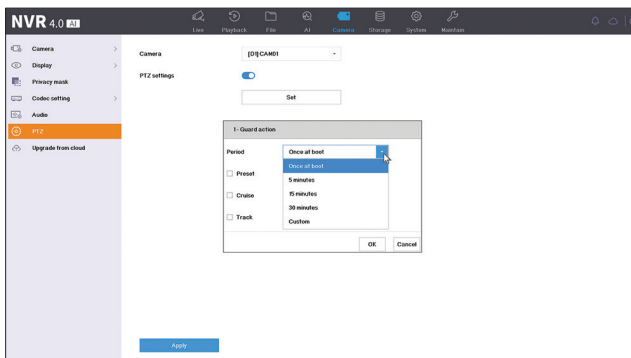 NVR 4.0 AI
Live Playback File AI Camera Storage System Maintain
Camera
Display
Privacy mask
Codec setting
Audio
PTZ
Upgrade from cloud
Camera [D1]CAM01
PTZ settings
Set
1- Guard action
Period Once at boot
Once at boot
5 minutes
15 minutes
30 minutes
Custom
Preset
Cruise
Track
OK Cancel
Apply